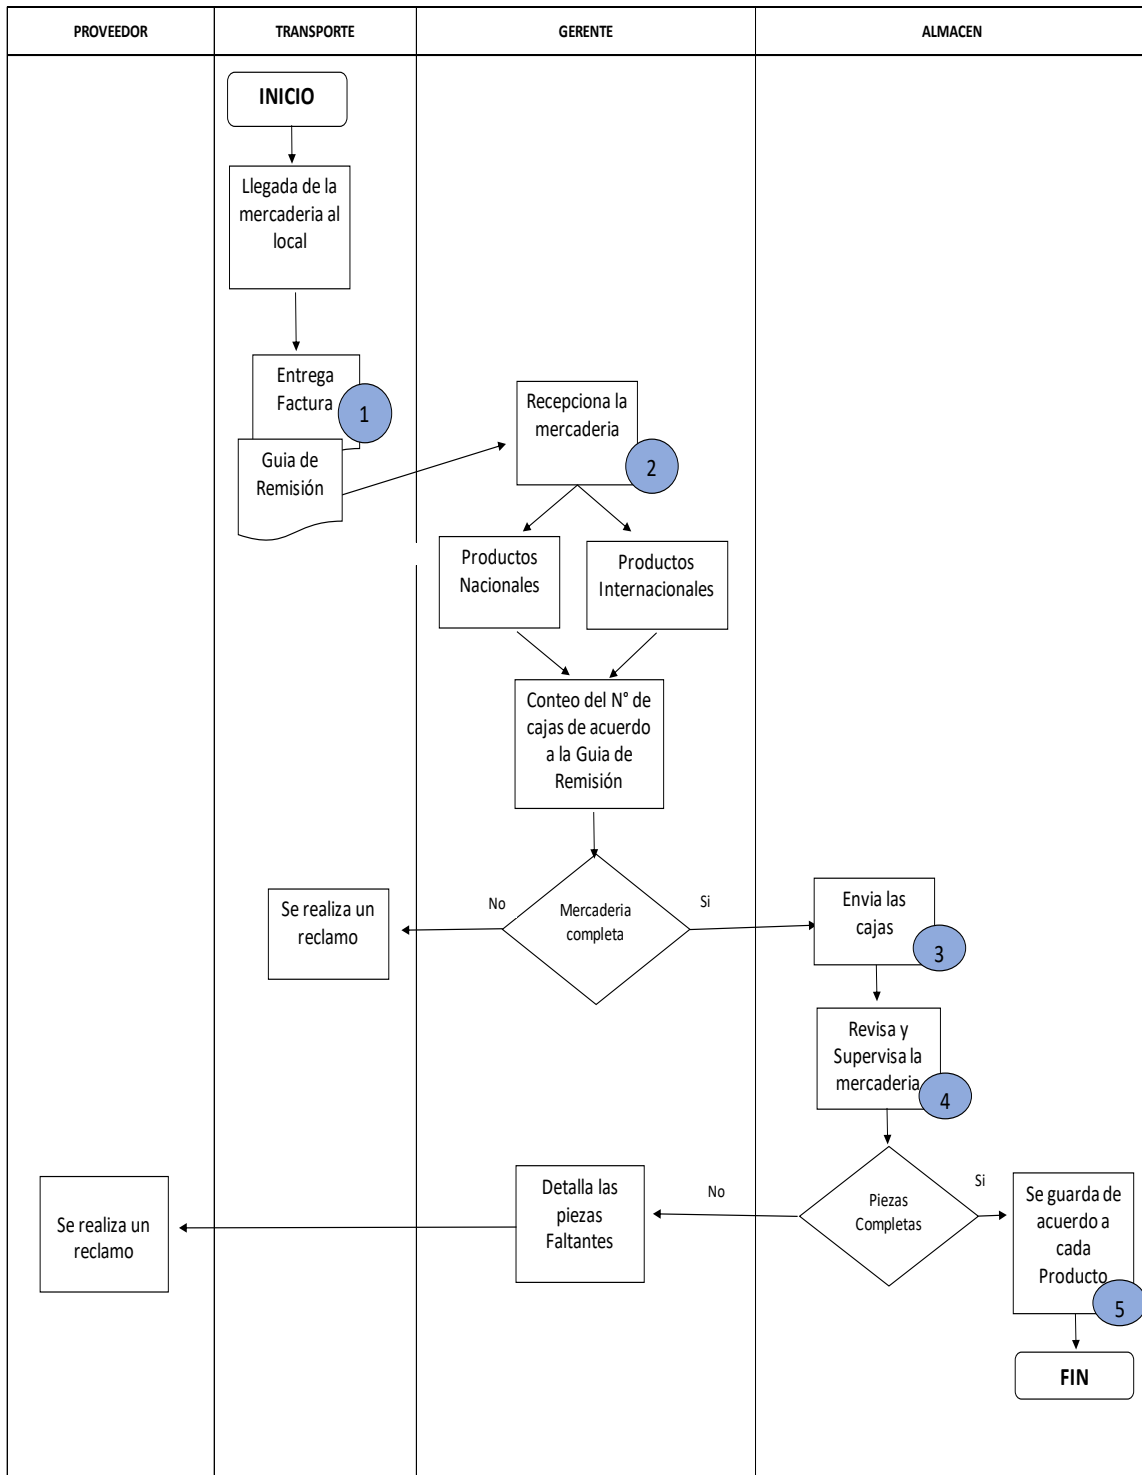 PROVEEDOR
TRANSPORTE
GERENTE
ALMACEN
INICIO
Llegada de la
mercaderia al
local
Entrega
Factura
1
Guia de
Remisión
Recepciona la
mercaderia
2
Productos
Nacionales
Productos
Internacionales
Conteo del N° de
cajas de acuerdo
a la Guia de
Remisión
Mercaderia
completa
No
Si
Se realiza un
reclamo
Envia las
cajas
3
Revisa y
Supervisa la
mercaderia
4
Piezas
Completas
No
Si
Detalla las
piezas
Faltantes
Se realiza un
reclamo
Se guarda de
acuerdo a
cada
Producto
5
FIN